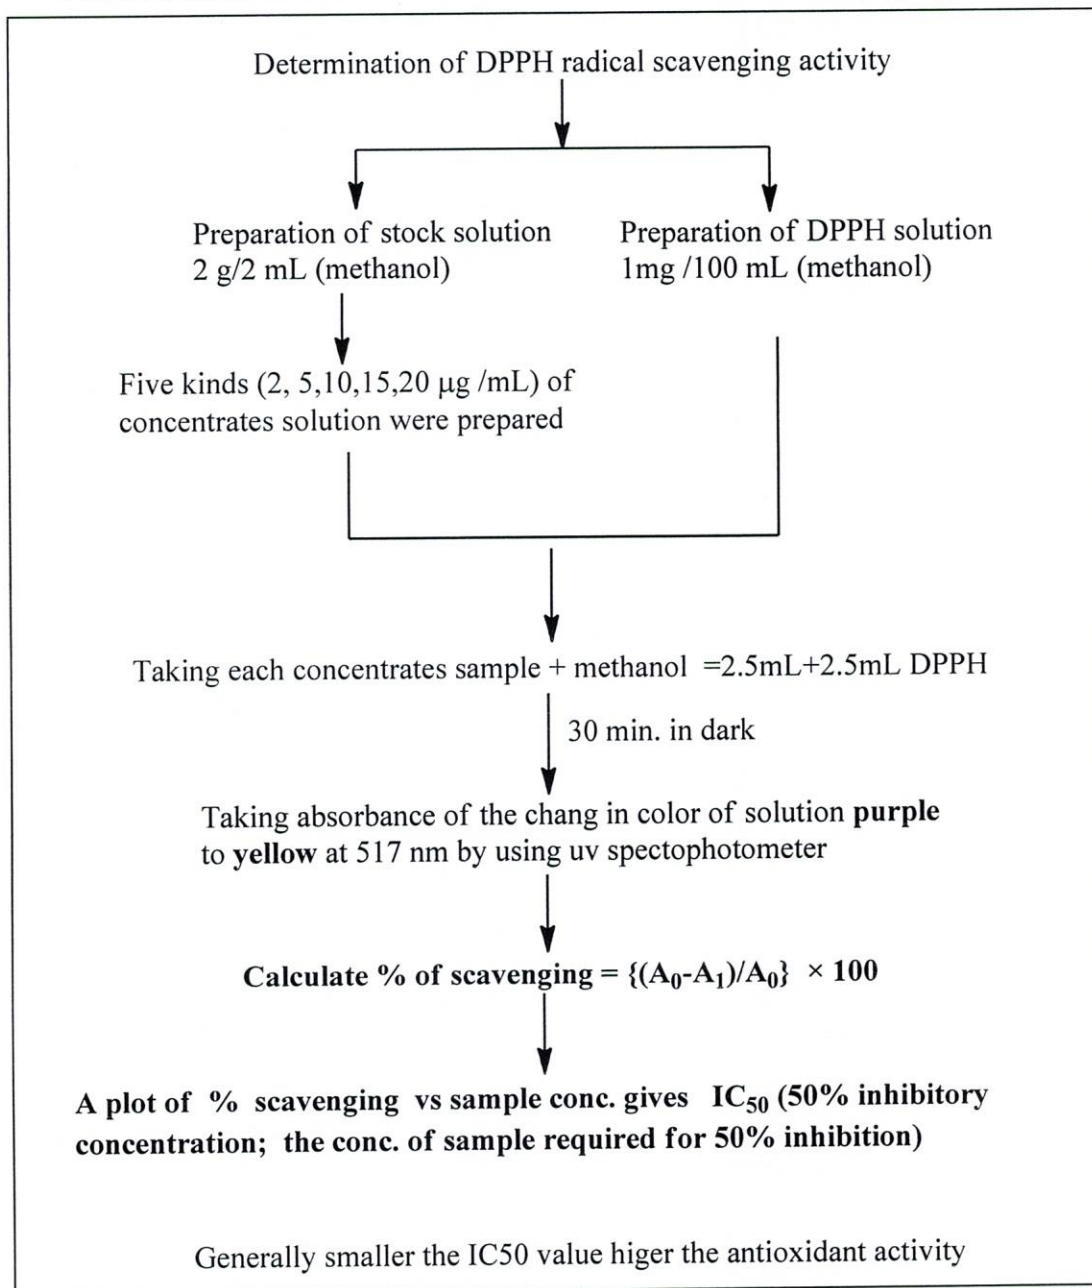 Determination of DPPH radical scavenging activity
Preparation of stock solution
2 g/2 mL (methanol)
Preparation of DPPH solution
1mg /100 mL (methanol)
Five kinds (2, 5,10,15,20 μg /mL) of
concentrates solution were prepared
Taking each concentrates sample + methanol =2.5mL+2.5mL DPPH
30 min. in dark
Taking absorbance of the chang in color of solution purple
to yellow at 517 nm by using uv spectophotometer
Calculate % of scavenging = {(A₀-A₁)/A₀} × 100
A plot of % scavenging vs sample conc. gives IC₅₀ (50% inhibitory
concentration; the conc. of sample required for 50% inhibition)
Generally smaller the IC50 value higer the antioxidant activity